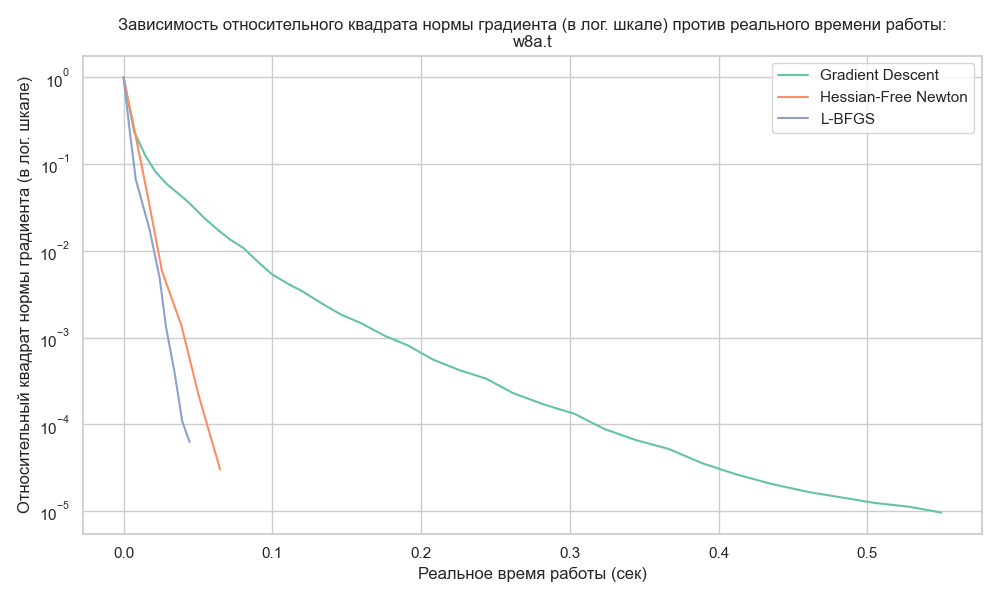 Зависимость относительного квадрата нормы градиента (в лог. шкале) против реального времени работы:
w8a.t
Относительный квадрат нормы градиента (в лог. шкале)
10⁰
10⁻¹
10⁻²
10⁻³
10⁻⁴
10⁻⁵
Gradient Descent
Hessian-Free Newton
L-BFGS
0.0
0.1
0.2
0.3
0.4
0.5
Реальное время работы (сек)